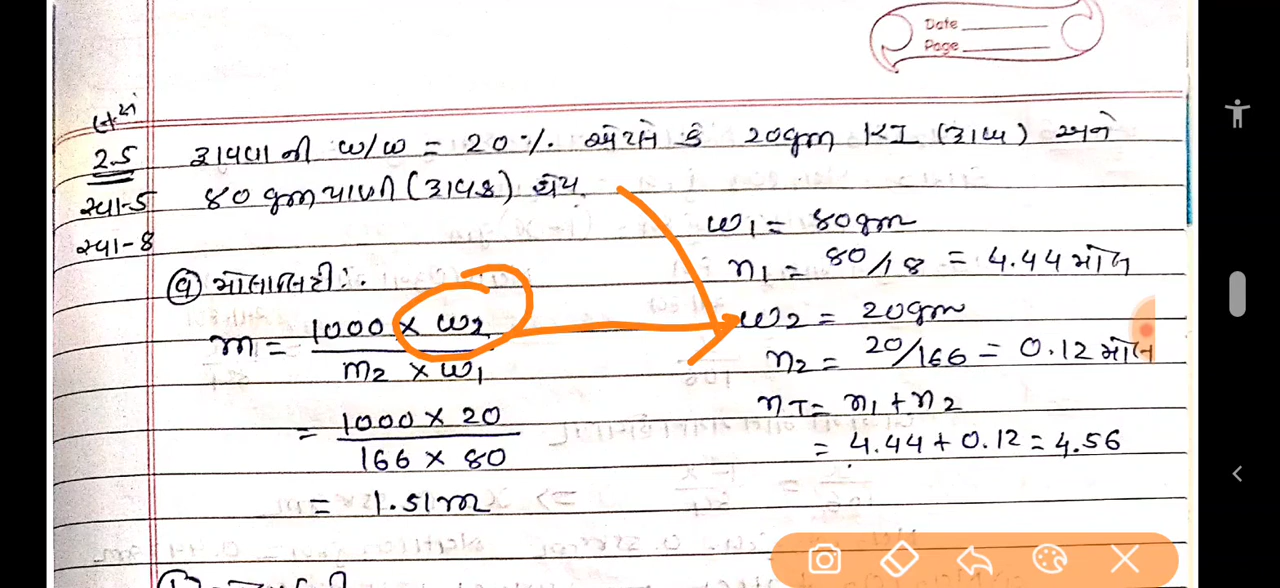 Date
Page
2.5 દ્રાવણ ની w/w = 20 % એટલે કે 20gm KI (દ્રાવ્ય) અને
સ્વા-5 80 gm પાણી (દ્રાવક) થાય.
સ્વા-8
w1 = 80gm
n1 = 80/18 = 4.44 મોલ
(a) મોલાલિટી :.
w2 = 20gm
m = 1000 × w2 / m2 × w1
n2 = 20/166 = 0.12 મોલ
nT = n1 + n2
= 1000 × 20 / 166 × 80
= 4.44 + 0.12 = 4.56
= 1.51 m